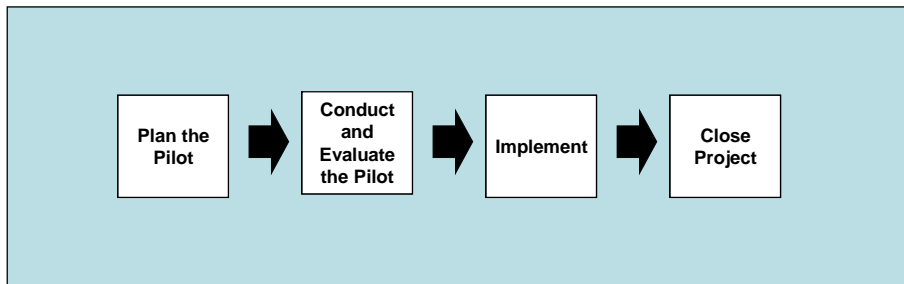 Plan the
Pilot
Conduct
and
Evaluate
the Pilot
Implement
Close
Project